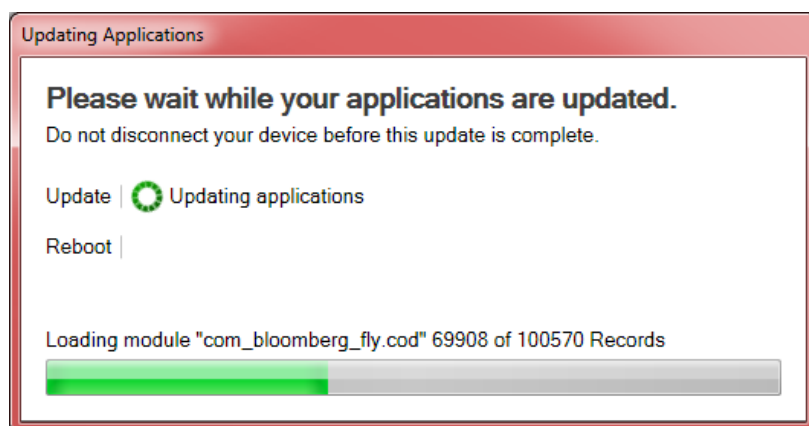 Updating Applications
Please wait while your applications are updated.
Do not disconnect your device before this update is complete.
Update Updating applications
Reboot
Loading module "com_bloomberg_fly.cod" 69908 of 100570 Records